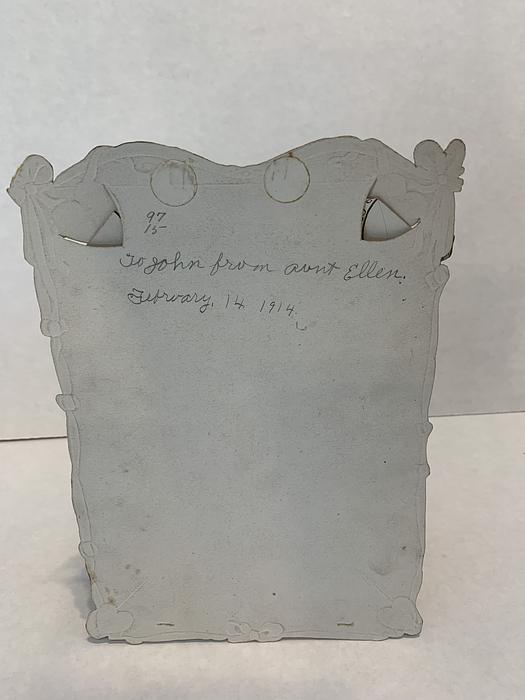 97
15
To John from aunt Ellen.
February, 14 1914